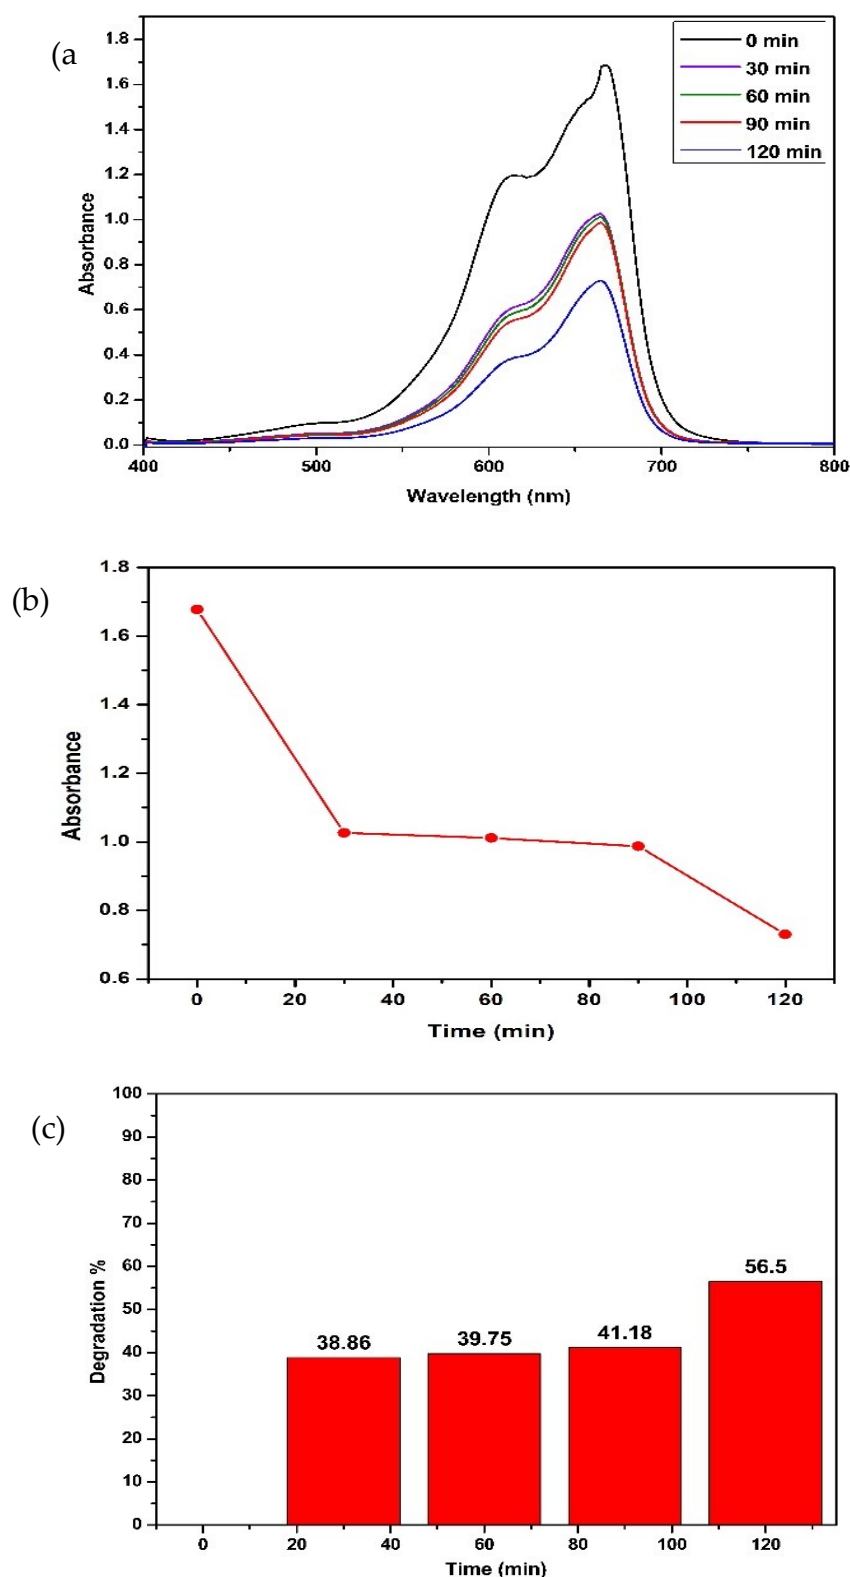 (a
1.8
1.6
1.4
1.2
1.0
0.8
0.6
0.4
0.2
0.0
Absorbance
0 min
30 min
60 min
90 min
120 min
400 500 600 700 800
Wavelength (nm)
(b)
1.8
1.6
1.4
1.2
1.0
0.8
0.6
Absorbance
0 20 40 60 80 100 120
Time (min)
(c)
100
90
80
70
60
50
40
30
20
10
0
Degradation %
38.86 39.75 41.18 56.5
0 20 40 60 80 100 120
Time (min)